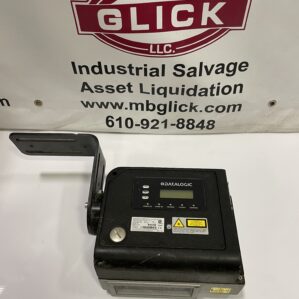 GLICK
LLC.
Industrial Salvage
Asset Liquidation
www.mbglick.com
610-921-8848
DATALOGIC